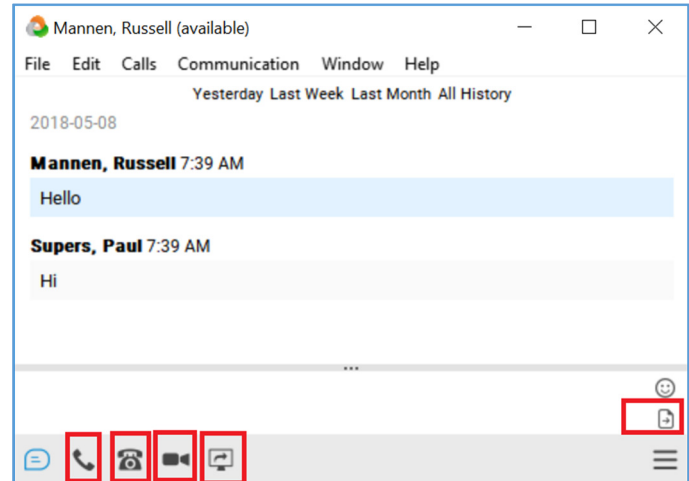 Mannen, Russell (available)
File Edit Calls Communication Window Help
Yesterday Last Week Last Month All History
2018-05-08
Mannen, Russell 7:39 AM
Hello
Supers, Paul 7:39 AM
Hi